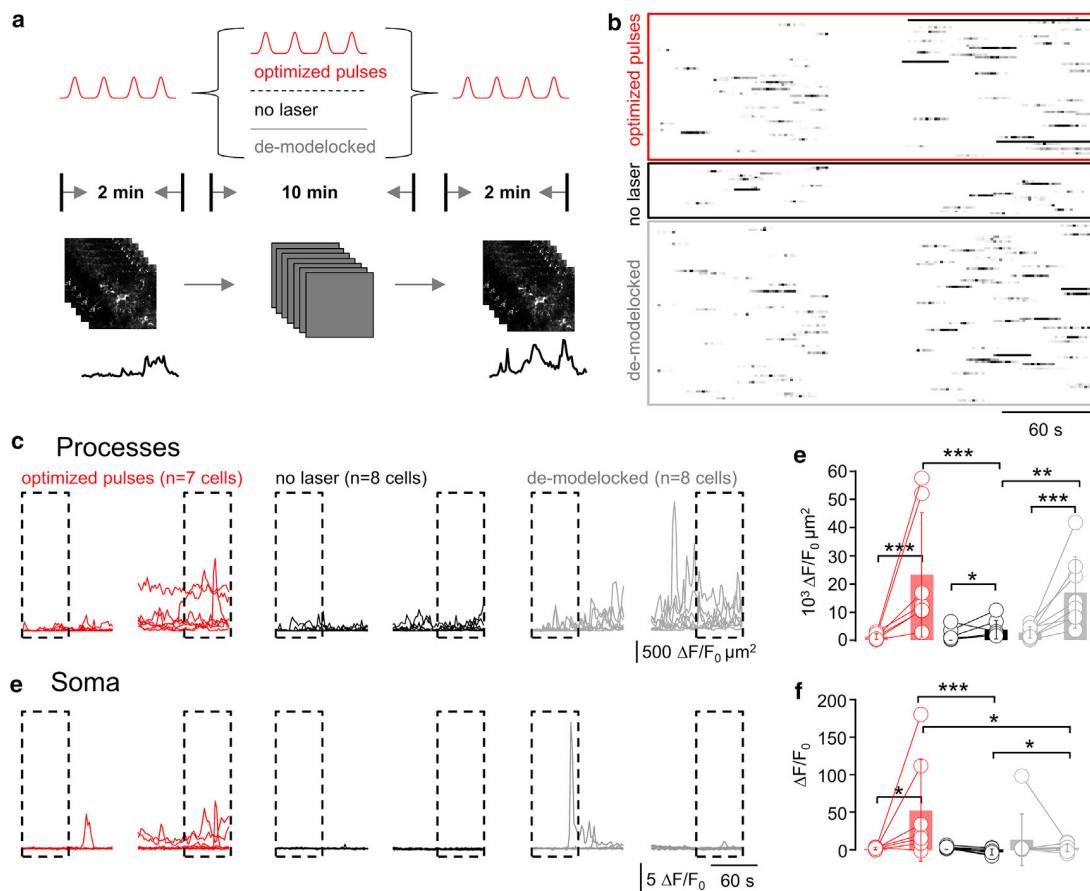 a
optimized pulses
no laser
de-modelocked
2 min
10 min
2 min
b
optimized pulses
no laser
de-modelocked
60 s
c Processes
optimized pulses (n=7 cells)
no laser (n=8 cells)
de-modelocked (n=8 cells)
500 ΔF/F₀ μm²
e
10³ ΔF/F₀ μm²
60
50
40
30
20
10
0
***
***
*
**
***
e Soma
5 ΔF/F₀
60 s
f
ΔF/F₀
200
150
100
50
0
***
*
*
*